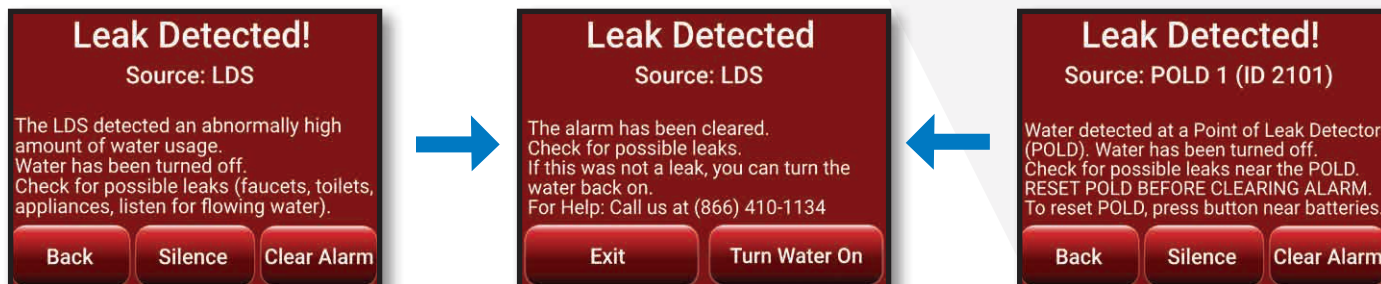 Leak Detected!
Source: LDS
The LDS detected an abnormally high
amount of water usage.
Water has been turned off.
Check for possible leaks (faucets, toilets,
appliances, listen for flowing water).
Back
Silence
Clear Alarm
Leak Detected
Source: LDS
The alarm has been cleared.
Check for possible leaks.
If this was not a leak, you can turn the
water back on.
For Help: Call us at (866) 410-1134
Exit
Turn Water On
Leak Detected!
Source: POLD 1 (ID 2101)
Water detected at a Point of Leak Detector
(POLD). Water has been turned off.
Check for possible leaks near the POLD.
RESET POLD BEFORE CLEARING ALARM.
To reset POLD, press button near batteries.
Back
Silence
Clear Alarm